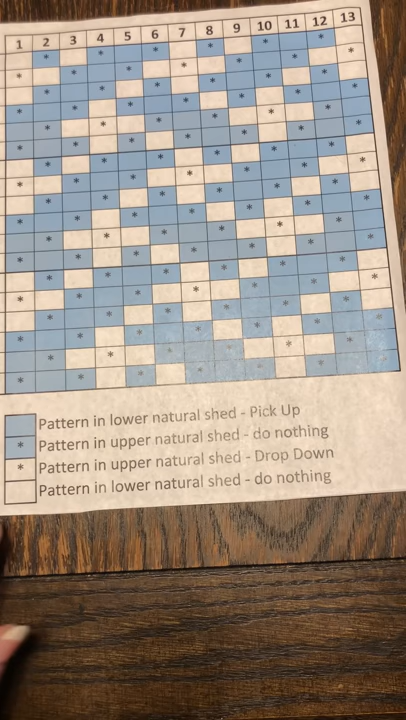 1 2 3 4 5 6 7 8 9 10 11 12 13
Pattern in lower natural shed - Pick Up
* Pattern in upper natural shed - do nothing
* Pattern in upper natural shed - Drop Down
Pattern in lower natural shed - do nothing